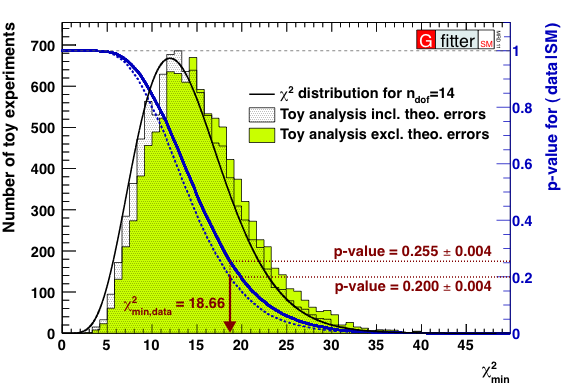 Number of toy experiments
700
600
500
400
300
200
100
0
G fitter SM
χ² distribution for n_dof=14
Toy analysis incl. theo. errors
Toy analysis excl. theo. errors
p-value = 0.255 ± 0.004
p-value = 0.200 ± 0.004
χ²_min,data = 18.66
1
0.8
0.6
0.4
0.2
0
p-value for (data|SM)
0 5 10 15 20 25 30 35 40 45
χ²_min